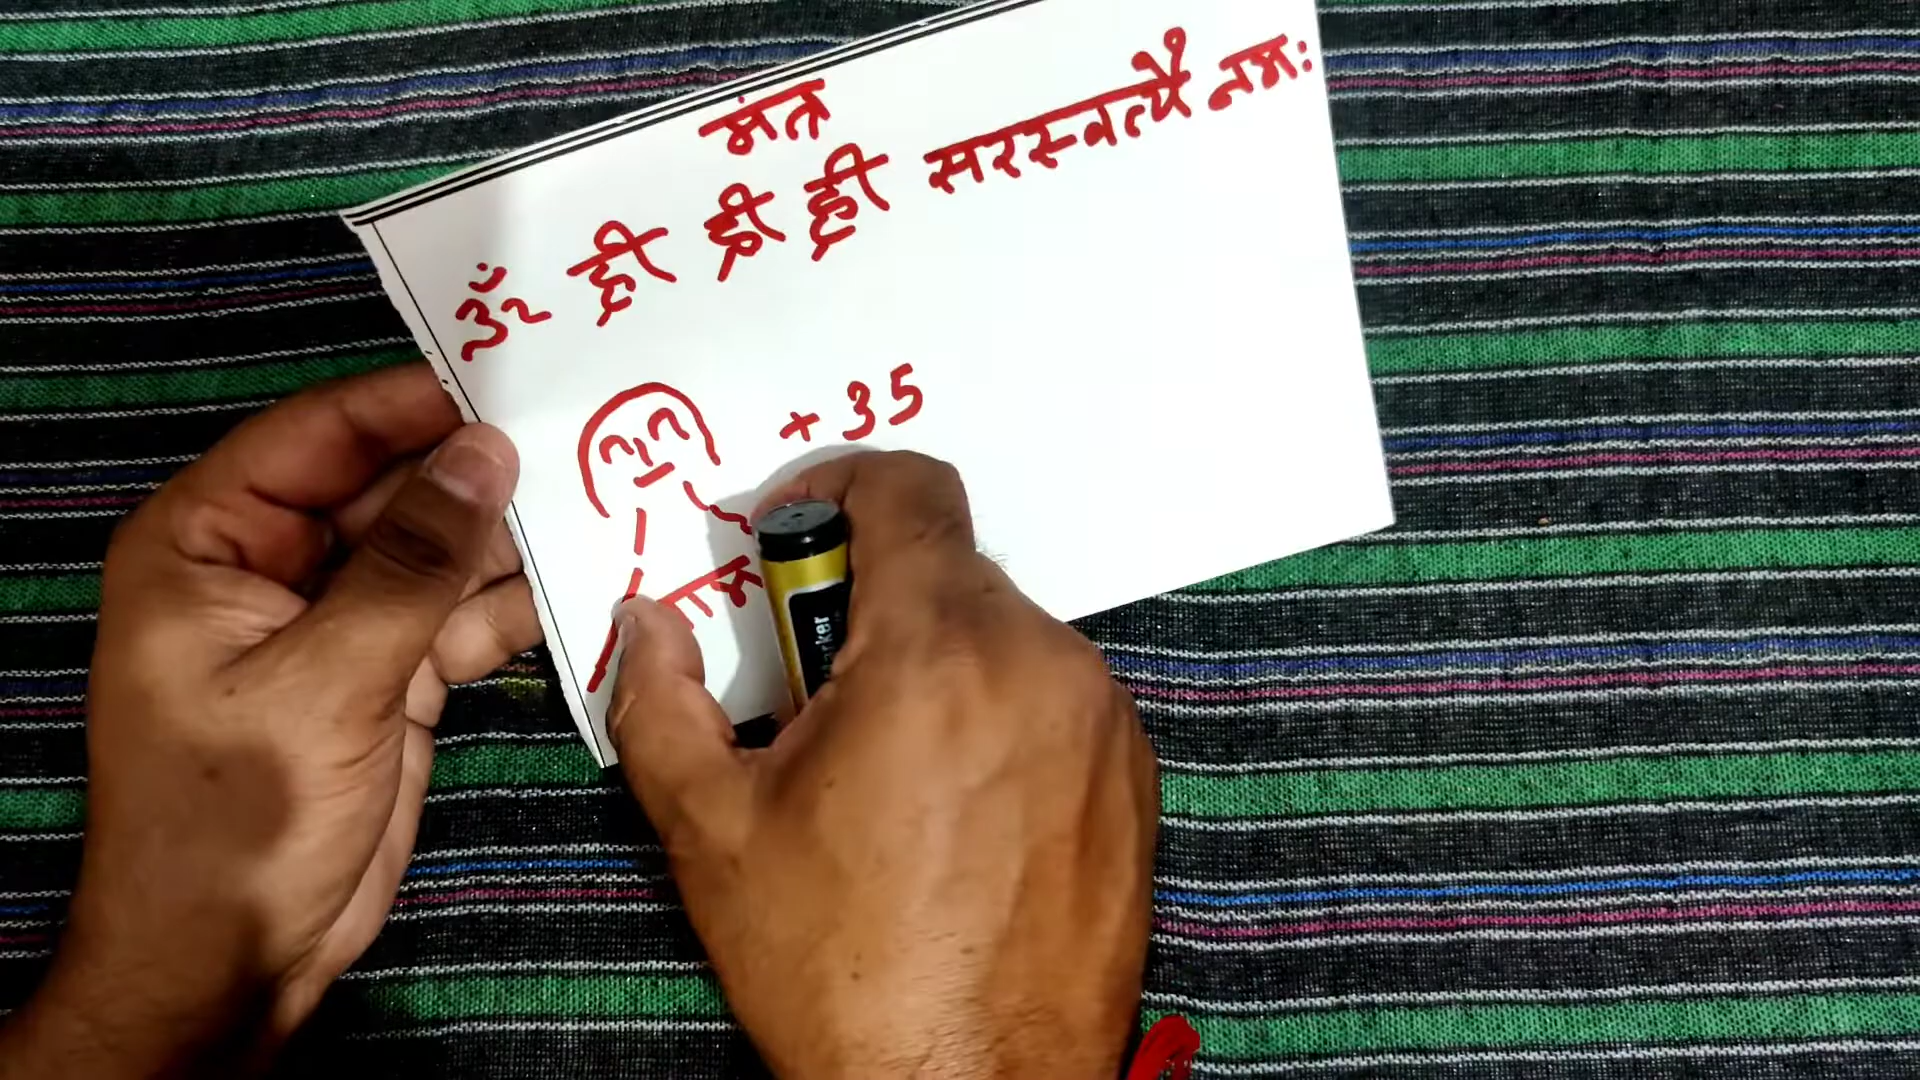 मंत्र
ॐ ह्रीं श्रीं ह्रीं सरस्वत्यै नमः
+ 35
नाम